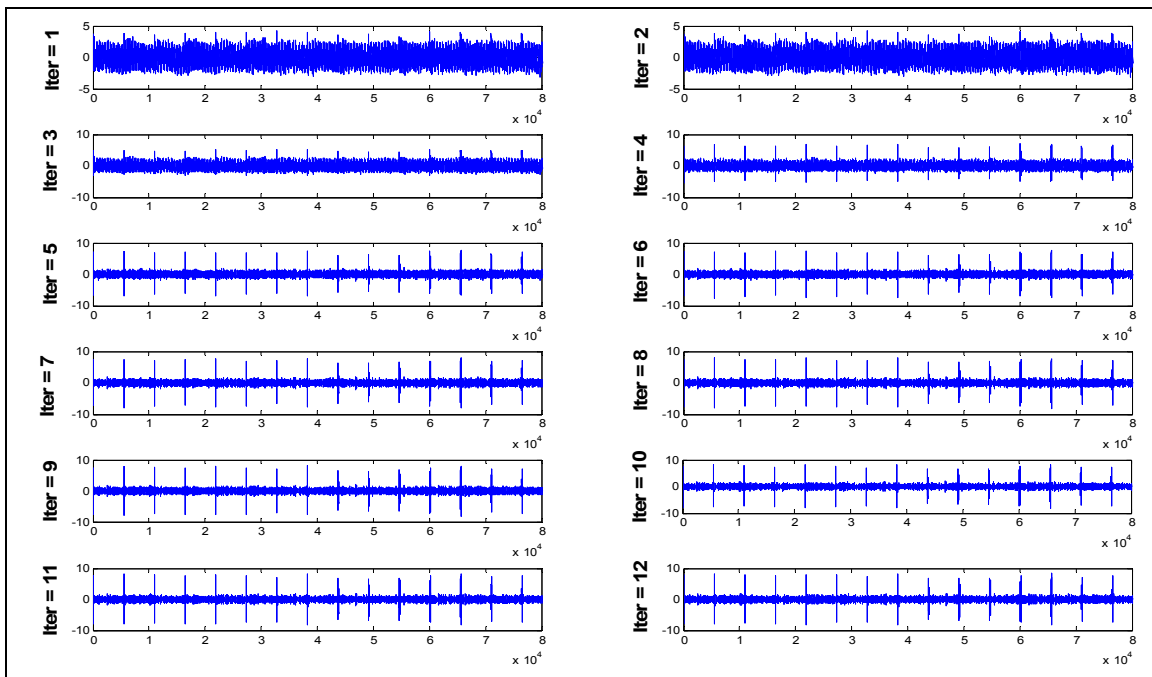 Iter = 1
5
0
-5
0 1 2 3 4 5 6 7 8
x 10^4
Iter = 2
5
0
-5
0 1 2 3 4 5 6 7 8
x 10^4
Iter = 3
10
0
-10
0 1 2 3 4 5 6 7 8
x 10^4
Iter = 4
10
0
-10
0 1 2 3 4 5 6 7 8
x 10^4
Iter = 5
10
0
-10
0 1 2 3 4 5 6 7 8
x 10^4
Iter = 6
10
0
-10
0 1 2 3 4 5 6 7 8
x 10^4
Iter = 7
10
0
-10
0 1 2 3 4 5 6 7 8
x 10^4
Iter = 8
10
0
-10
0 1 2 3 4 5 6 7 8
x 10^4
Iter = 9
10
0
-10
0 1 2 3 4 5 6 7 8
x 10^4
Iter = 10
10
0
-10
0 1 2 3 4 5 6 7 8
x 10^4
Iter = 11
10
0
-10
0 1 2 3 4 5 6 7 8
x 10^4
Iter = 12
10
0
-10
0 1 2 3 4 5 6 7 8
x 10^4